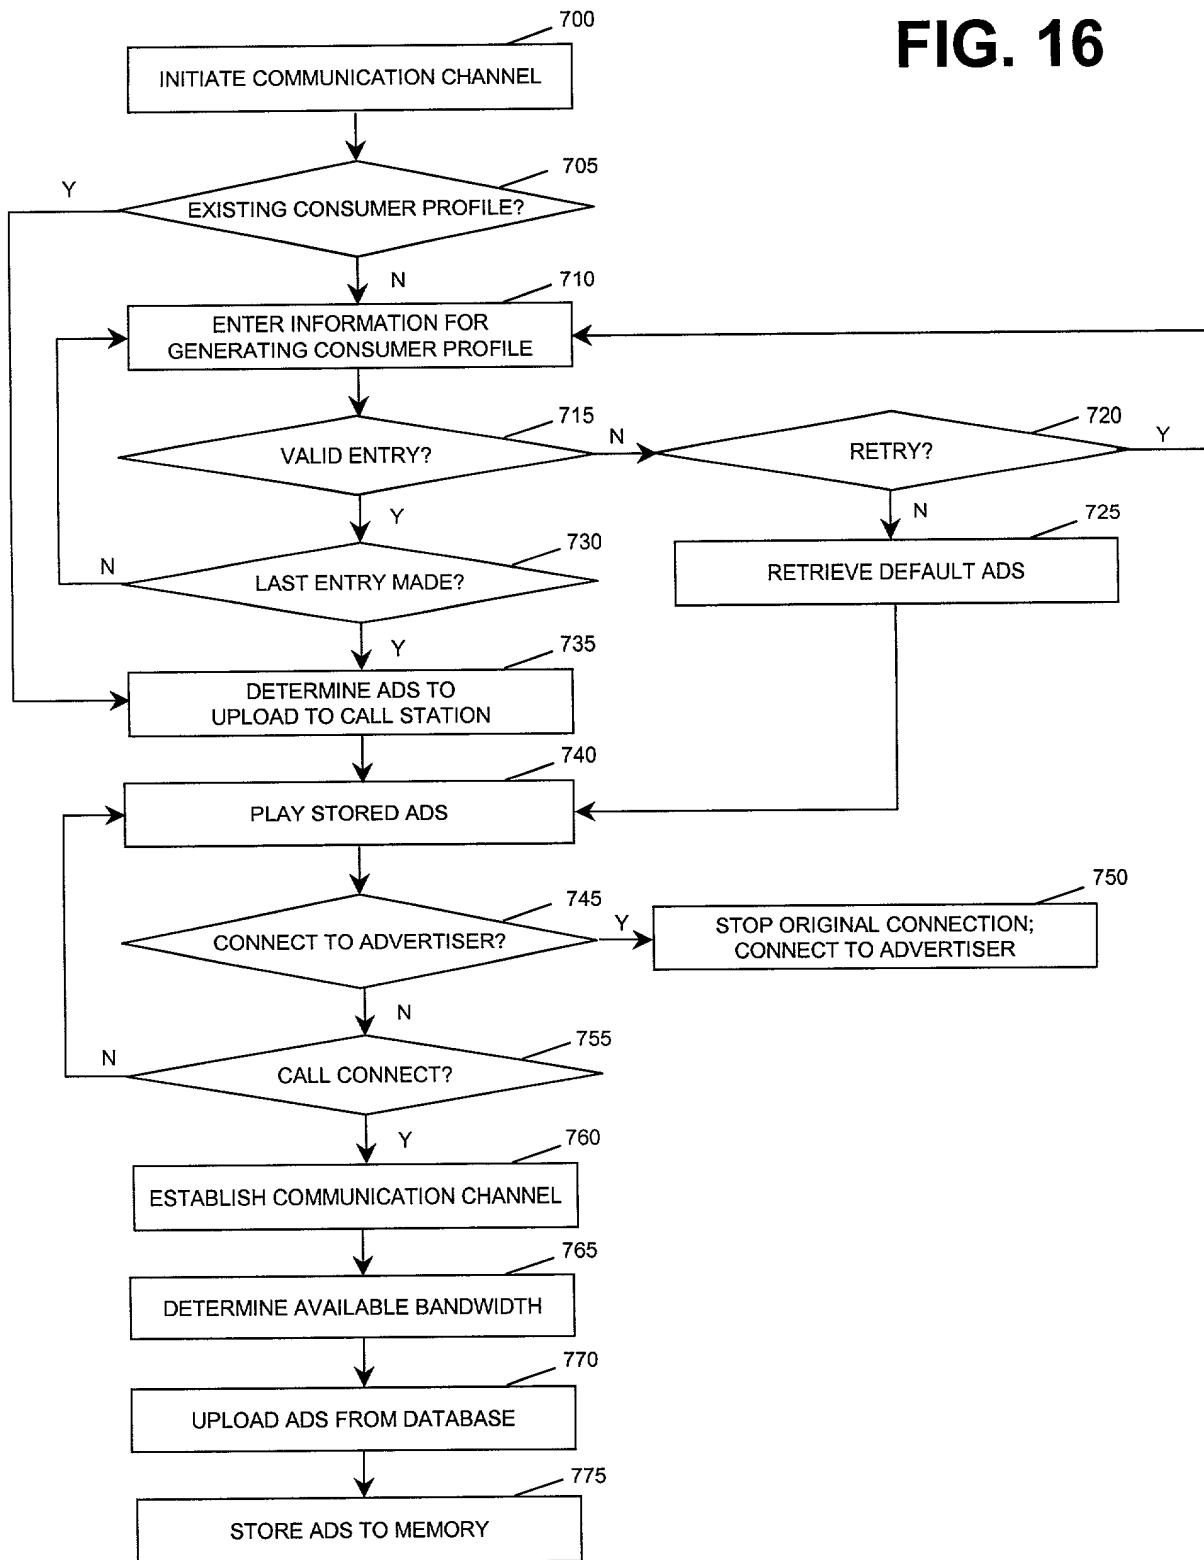 FIG. 16
700
INITIATE COMMUNICATION CHANNEL
705
Y
EXISTING CONSUMER PROFILE?
N
710
ENTER INFORMATION FOR
GENERATING CONSUMER PROFILE
715
VALID ENTRY?
N
720
RETRY?
Y
Y
N
725
RETRIEVE DEFAULT ADS
730
N
LAST ENTRY MADE?
Y
735
DETERMINE ADS TO
UPLOAD TO CALL STATION
740
PLAY STORED ADS
745
CONNECT TO ADVERTISER?
Y
750
STOP ORIGINAL CONNECTION;
CONNECT TO ADVERTISER
N
755
N
CALL CONNECT?
Y
760
ESTABLISH COMMUNICATION CHANNEL
765
DETERMINE AVAILABLE BANDWIDTH
770
UPLOAD ADS FROM DATABASE
775
STORE ADS TO MEMORY